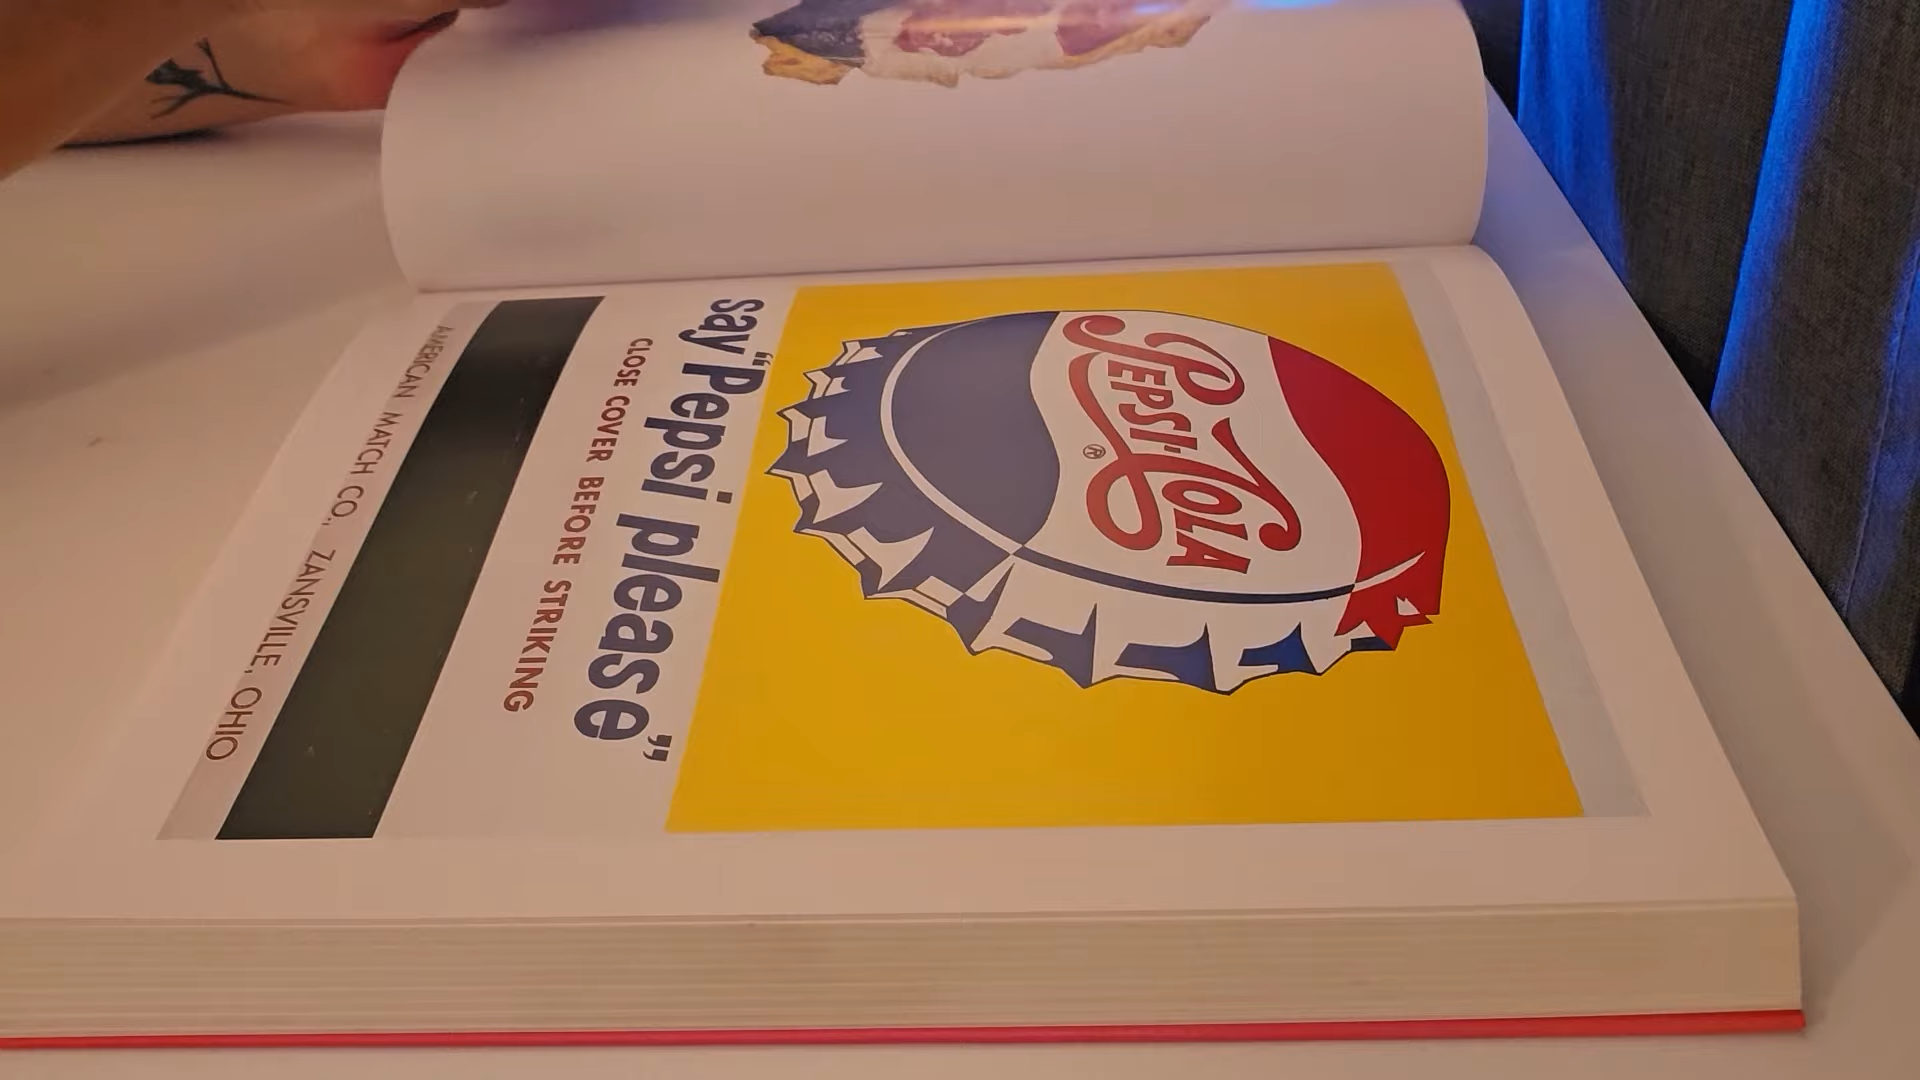 PEPSI-COLA
®
say "Pepsi please"
CLOSE COVER BEFORE STRIKING
AMERICAN MATCH CO., ZANSVILLE, OHIO